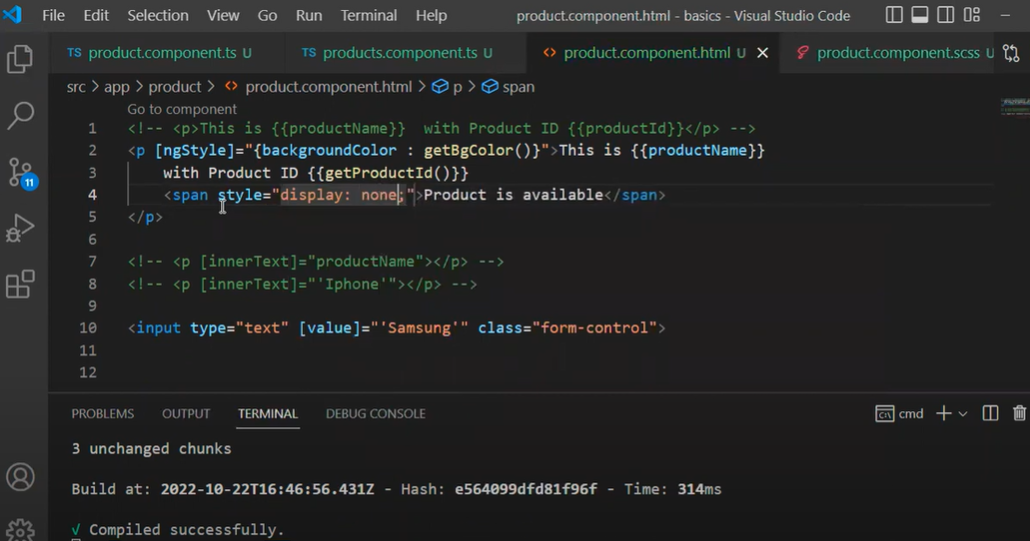 File Edit Selection View Go Run Terminal Help product.component.html - basics - Visual Studio Code
TS product.component.ts U TS products.component.ts U <> product.component.html U product.component.scss U
src > app > product > <> product.component.html > p > span
Go to component
1 <!-- <p>This is {{productName}}  with Product ID {{productId}}</p> -->
2 <p [ngStyle]="{backgroundColor : getBgColor()}">This is {{productName}}
3 with Product ID {{getProductId()}}
4 <span style="display: none;">Product is available</span>
5 </p>
6
7 <!-- <p [innerText]="productName"></p> -->
8 <!-- <p [innerText]="'Iphone'"></p> -->
9
10 <input type="text" [value]="'Samsung'" class="form-control">
11
12
11
PROBLEMS OUTPUT TERMINAL DEBUG CONSOLE cmd
3 unchanged chunks
Build at: 2022-10-22T16:46:56.431Z - Hash: e564099dfd81f96f - Time: 314ms
√ Compiled successfully.